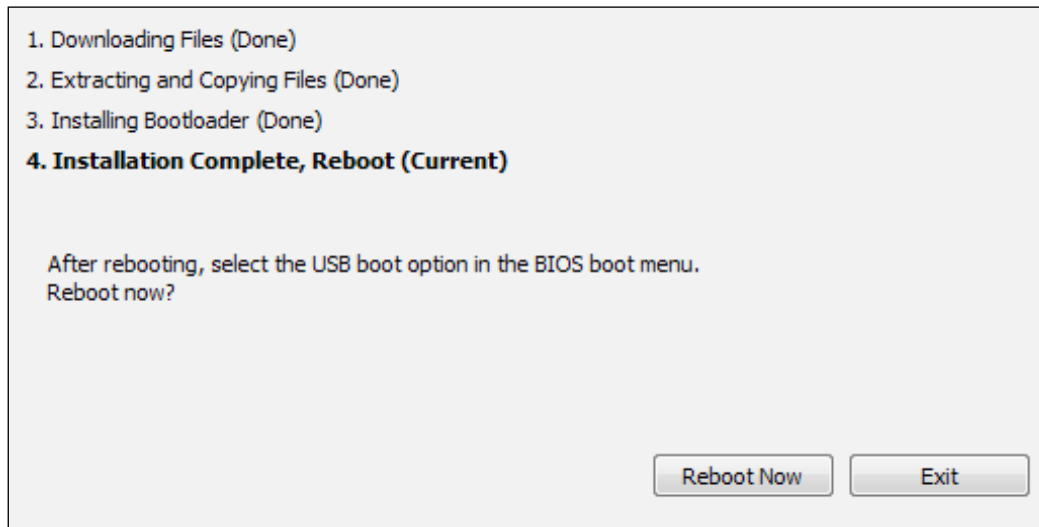 1. Downloading Files (Done)
2. Extracting and Copying Files (Done)
3. Installing Bootloader (Done)
4. Installation Complete, Reboot (Current)
After rebooting, select the USB boot option in the BIOS boot menu.
Reboot now?
Reboot Now Exit